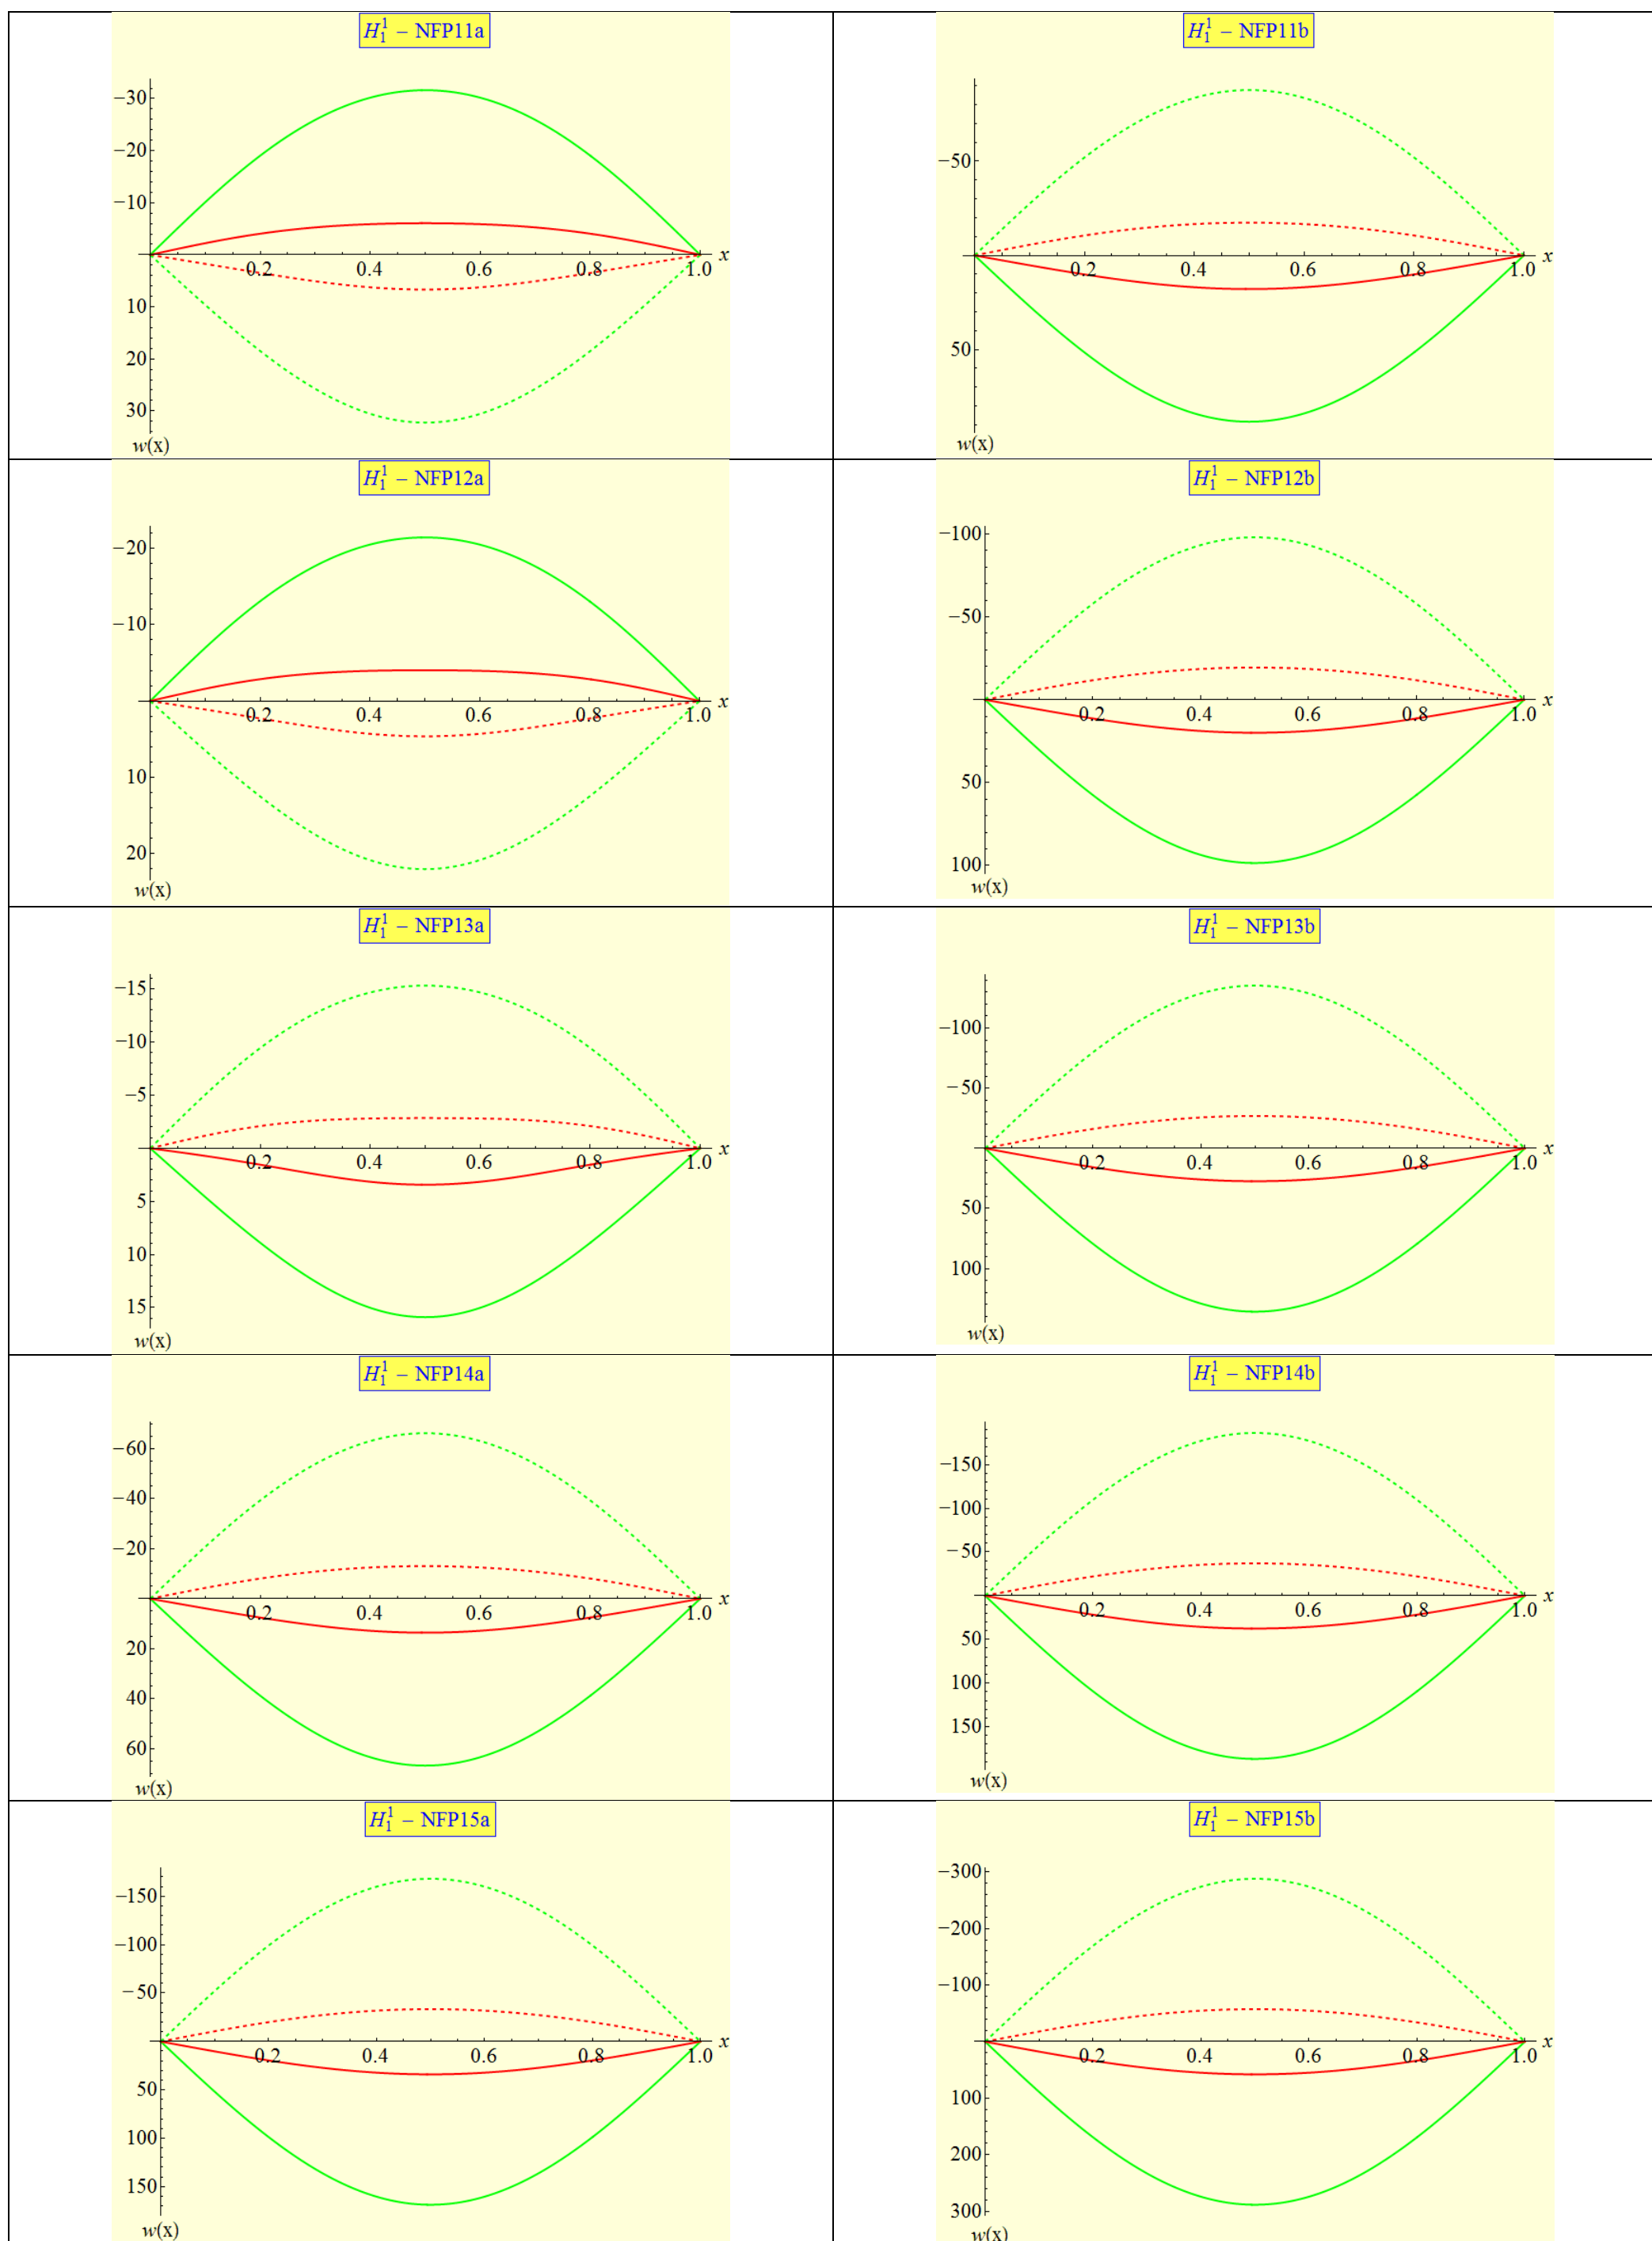 H₁¹ – NFP11a
−30
−20
−10
0.2 0.4 0.6 0.8 1.0 x
10
20
30
w(x)
H₁¹ – NFP11b
−50
0.2 0.4 0.6 0.8 1.0 x
50
w(x)
H₁¹ – NFP12a
−20
−10
0.2 0.4 0.6 0.8 1.0 x
10
20
w(x)
H₁¹ – NFP12b
−100
−50
0.2 0.4 0.6 0.8 1.0 x
50
100
w(x)
H₁¹ – NFP13a
−15
−10
−5
0.2 0.4 0.6 0.8 1.0 x
5
10
15
w(x)
H₁¹ – NFP13b
−100
−50
0.2 0.4 0.6 0.8 1.0 x
50
100
w(x)
H₁¹ – NFP14a
−60
−40
−20
0.2 0.4 0.6 0.8 1.0 x
20
40
60
w(x)
H₁¹ – NFP14b
−150
−100
−50
0.2 0.4 0.6 0.8 1.0 x
50
100
150
w(x)
H₁¹ – NFP15a
−150
−100
−50
0.2 0.4 0.6 0.8 1.0 x
50
100
150
w(x)
H₁¹ – NFP15b
−300
−200
−100
0.2 0.4 0.6 0.8 1.0 x
100
200
300
w(x)